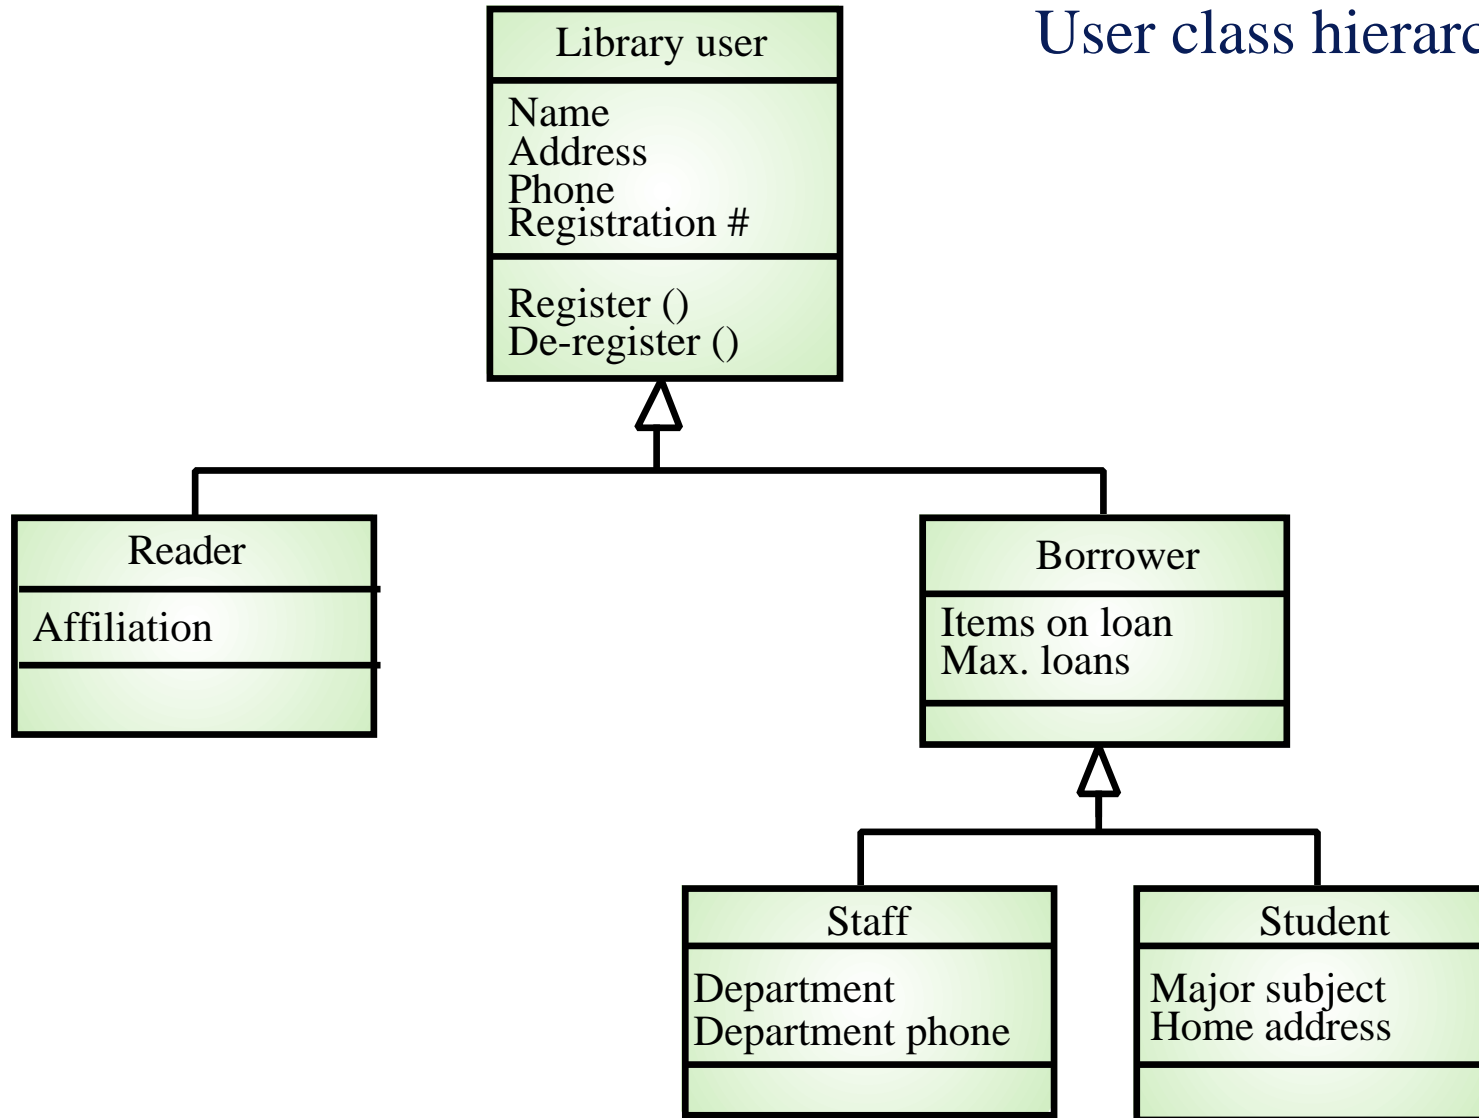 User class hierarc
Library user
Name
Address
Phone
Registration #
Register ()
De-register ()
Reader
Affiliation
Borrower
Items on loan
Max. loans
Staff
Department
Department phone
Student
Major subject
Home address